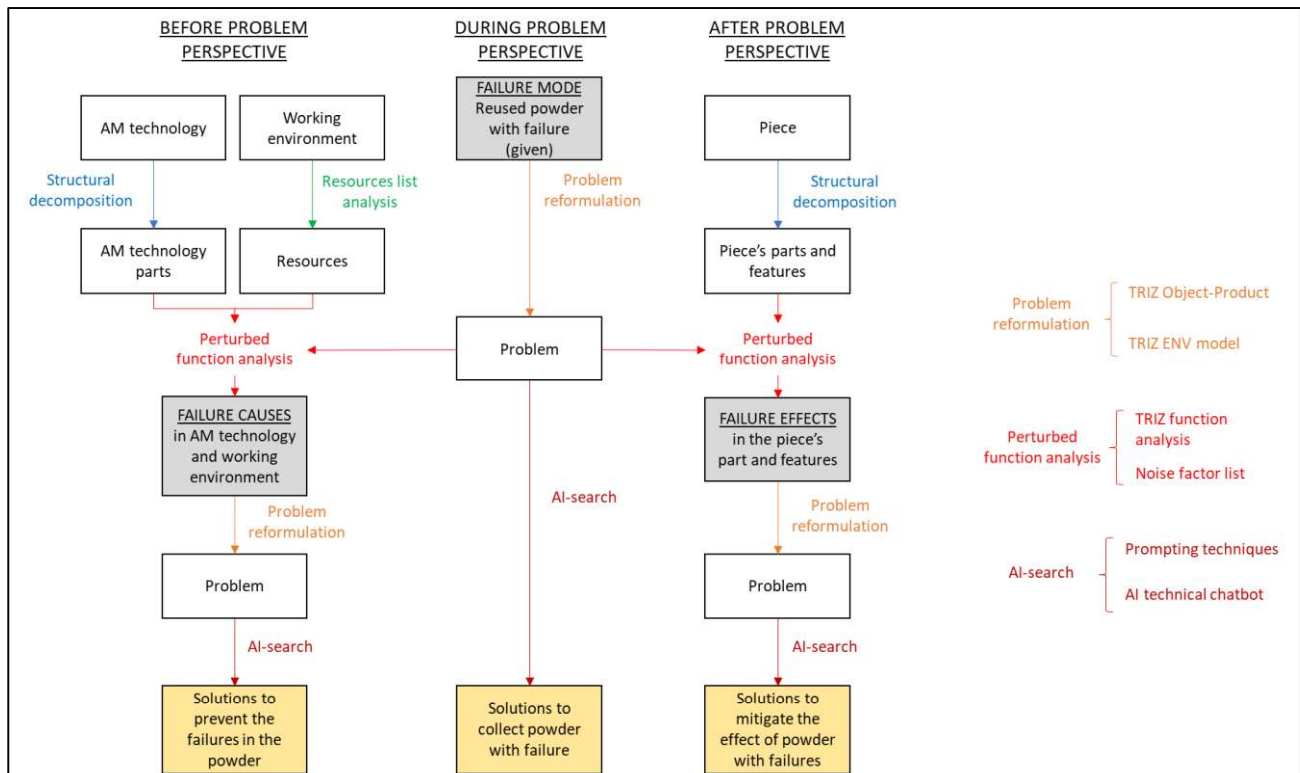 BEFORE PROBLEM
PERSPECTIVE
DURING PROBLEM
PERSPECTIVE
AFTER PROBLEM
PERSPECTIVE
AM technology
Working
environment
FAILURE MODE
Reused powder
with failure
(given)
Piece
Structural
decomposition
Resources list
analysis
Problem
reformulation
Structural
decomposition
AM technology
parts
Resources
Piece's parts and
features
Perturbed
function analysis
Problem
Perturbed
function analysis
FAILURE CAUSES
in AM technology
and working
environment
FAILURE EFFECTS
in the piece's
part and features
Problem
reformulation
AI-search
Problem
reformulation
Problem
Problem
AI-search
AI-search
Solutions to
prevent the
failures in the
powder
Solutions to
collect powder
with failure
Solutions to
mitigate the
effect of powder
with failures
Problem
reformulation
TRIZ Object-Product
TRIZ ENV model
Perturbed
function analysis
TRIZ function
analysis
Noise factor list
AI-search
Prompting techniques
AI technical chatbot